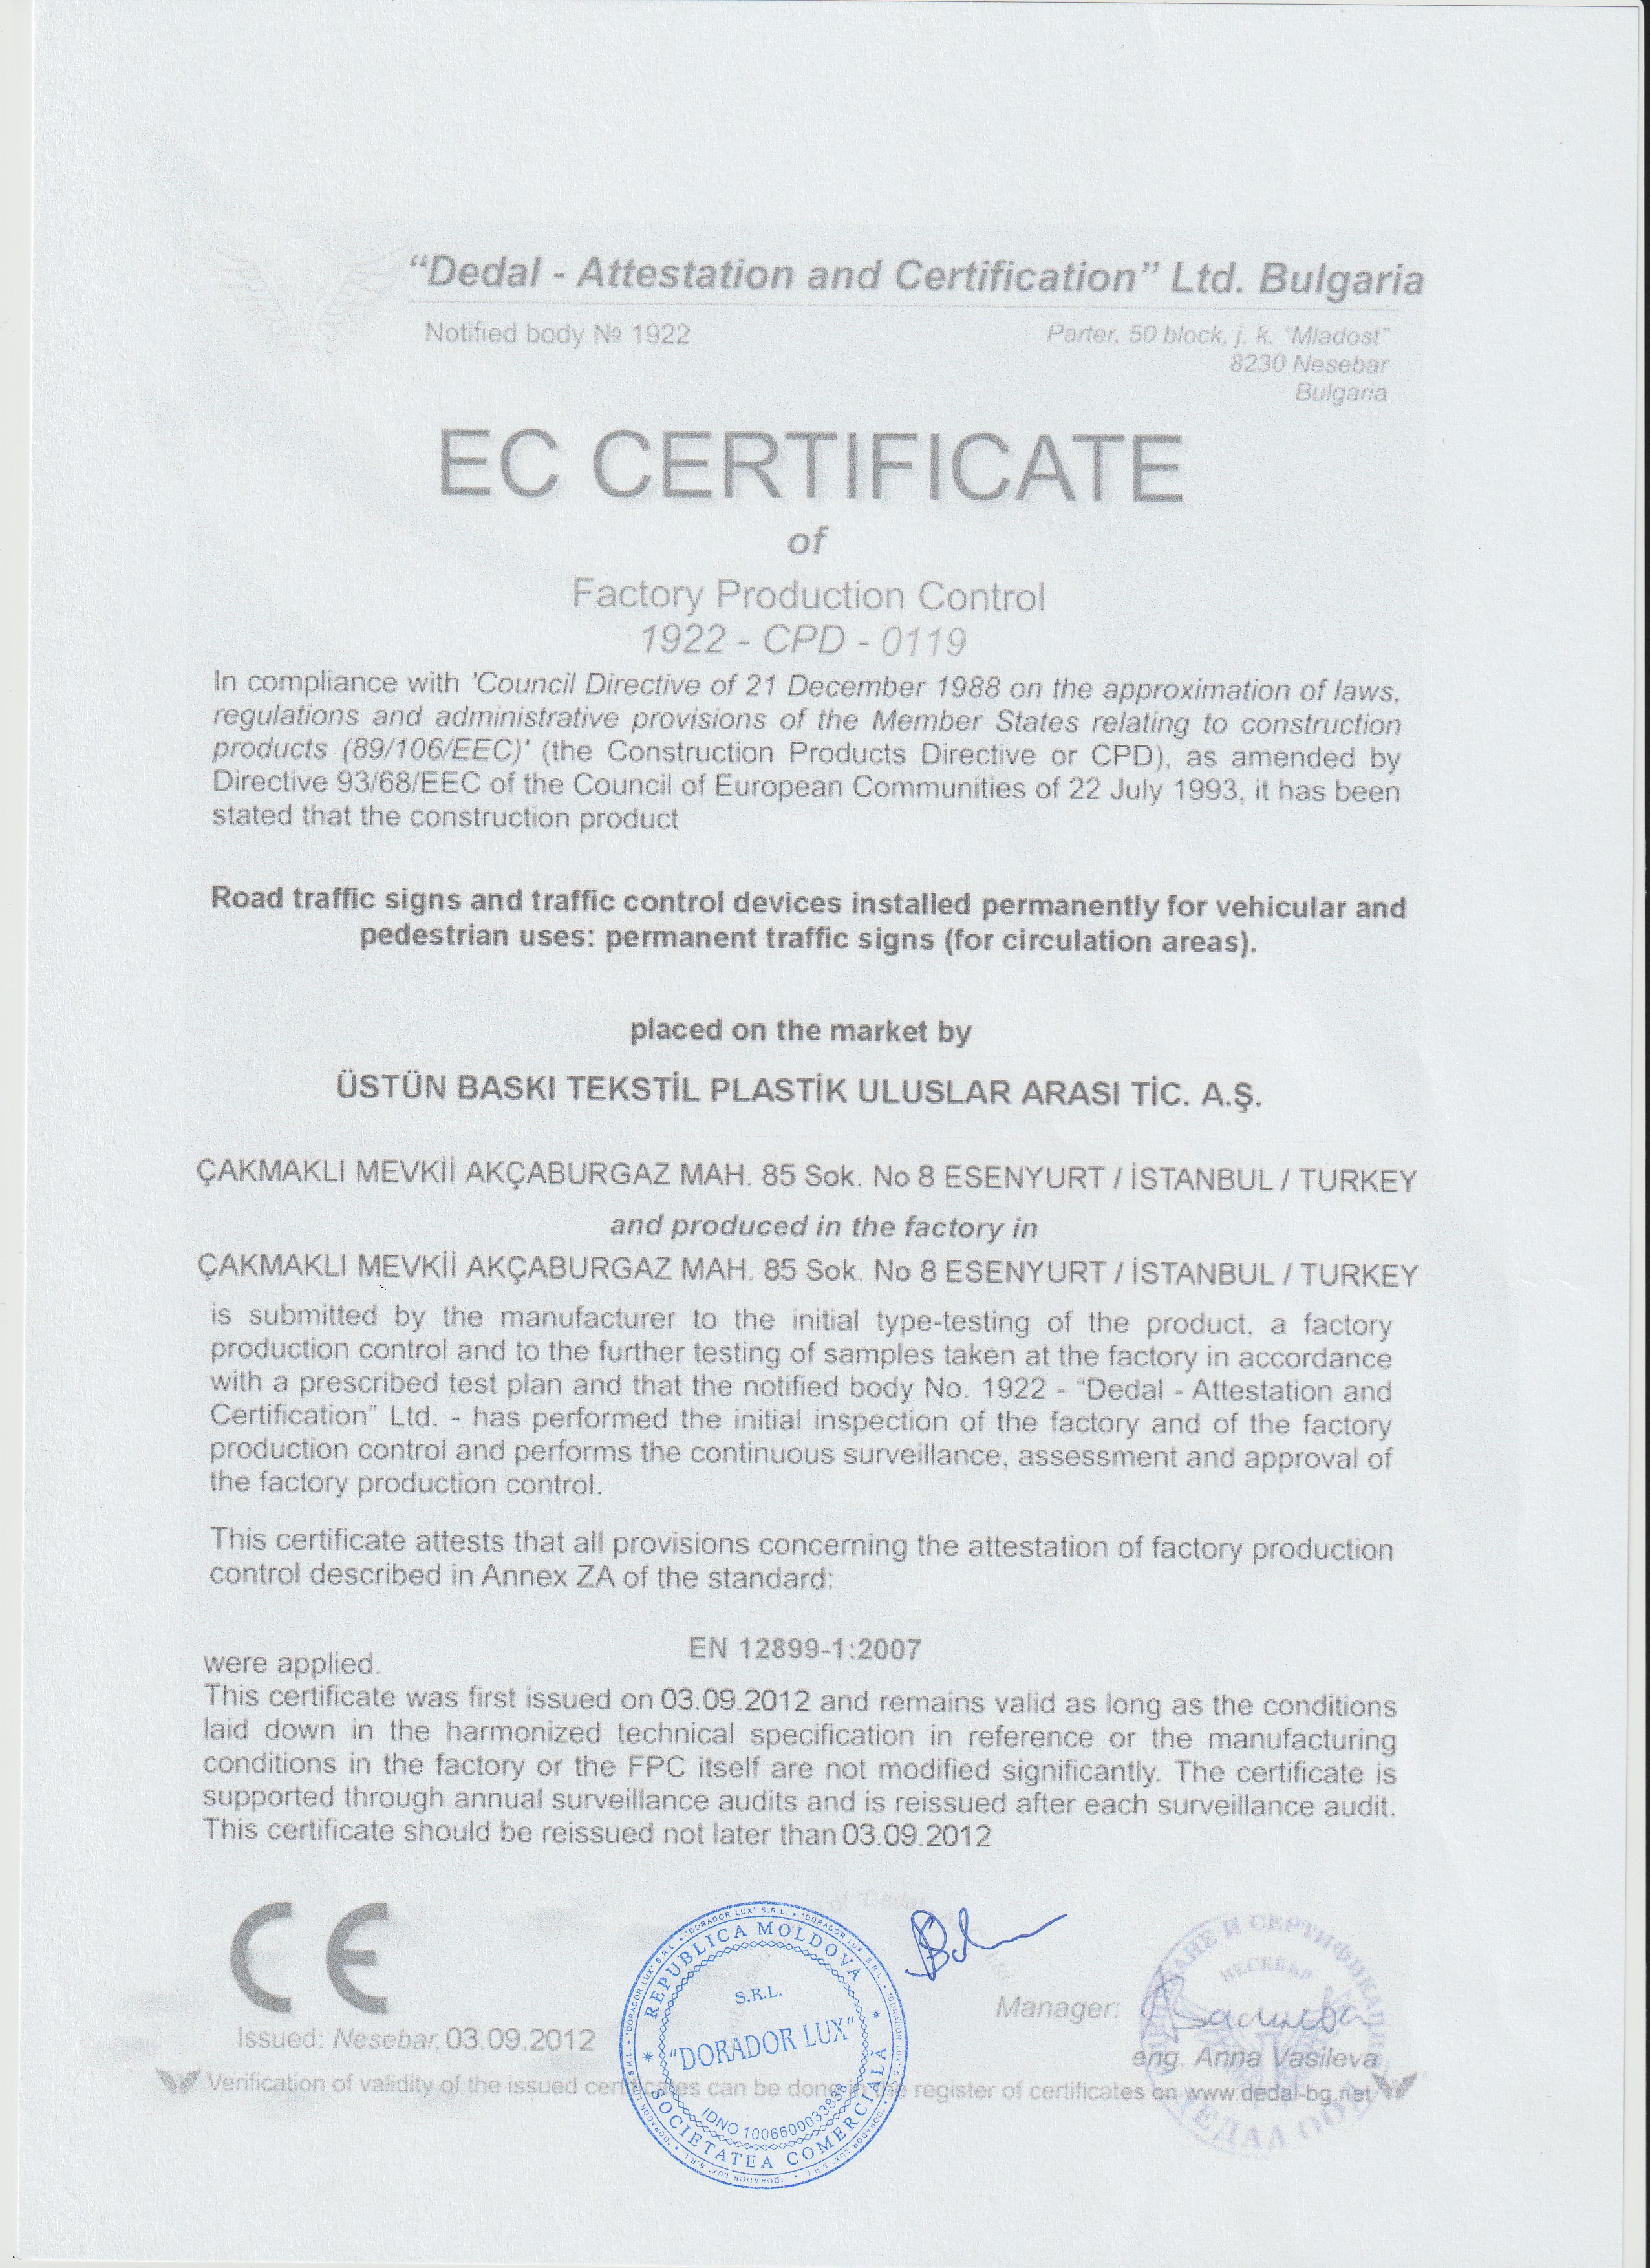 “Dedal - Attestation and Certification” Ltd. Bulgaria
Notified body № 1922
Parter, 50 block, j. k. “Mladost”
8230 Nesebar
Bulgaria
EC CERTIFICATE
of
Factory Production Control
1922 - CPD - 0119
In compliance with 'Council Directive of 21 December 1988 on the approximation of laws,
regulations and administrative provisions of the Member States relating to construction
products (89/106/EEC)' (the Construction Products Directive or CPD), as amended by
Directive 93/68/EEC of the Council of European Communities of 22 July 1993, it has been
stated that the construction product
Road traffic signs and traffic control devices installed permanently for vehicular and
pedestrian uses: permanent traffic signs (for circulation areas).
placed on the market by
ÜSTÜN BASKI TEKSTİL PLASTİK ULUSLAR ARASI TİC. A.Ş.
ÇAKMAKLI MEVKİİ AKÇABURGAZ MAH. 85 Sok. No 8 ESENYURT / İSTANBUL / TURKEY
and produced in the factory in
ÇAKMAKLI MEVKİİ AKÇABURGAZ MAH. 85 Sok. No 8 ESENYURT / İSTANBUL / TURKEY
is submitted by the manufacturer to the initial type-testing of the product, a factory
production control and to the further testing of samples taken at the factory in accordance
with a prescribed test plan and that the notified body No. 1922 - “Dedal - Attestation and
Certification” Ltd. - has performed the initial inspection of the factory and of the factory
production control and performs the continuous surveillance, assessment and approval of
the factory production control.
This certificate attests that all provisions concerning the attestation of factory production
control described in Annex ZA of the standard:
EN 12899-1:2007
were applied.
This certificate was first issued on 03.09.2012 and remains valid as long as the conditions
laid down in the harmonized technical specification in reference or the manufacturing
conditions in the factory or the FPC itself are not modified significantly. The certificate is
supported through annual surveillance audits and is reissued after each surveillance audit.
This certificate should be reissued not later than 03.09.2012
CE
of “Dedal
Ltd.
REPUBLICA MOLDOVA
S.R.L.
“DORADOR LUX”
IDNO 1006600033838
SOCIETATEA COMERCIALĂ
"DORADOR LUX" S.R.L.
И СЕРТИФИКАЦИЯ
НЕСЕБЪР
ДЕДАЛ ООД
Manager:
eng. Anna Vasileva
Issued: Nesebar, 03.09.2012
Verification of validity of the issued certificates can be done in the register of certificates on www.dedal-bg.net